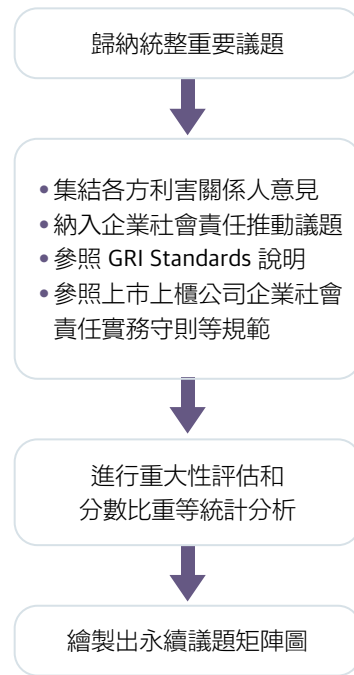 歸納統整重要議題
•集結各方利害關係人意見
•納入企業社會責任推動議題
•參照 GRI Standards 說明
•參照上市上櫃公司企業社會
責任實務守則等規範
進行重大性評估和
分數比重等統計分析
繪製出永續議題矩陣圖